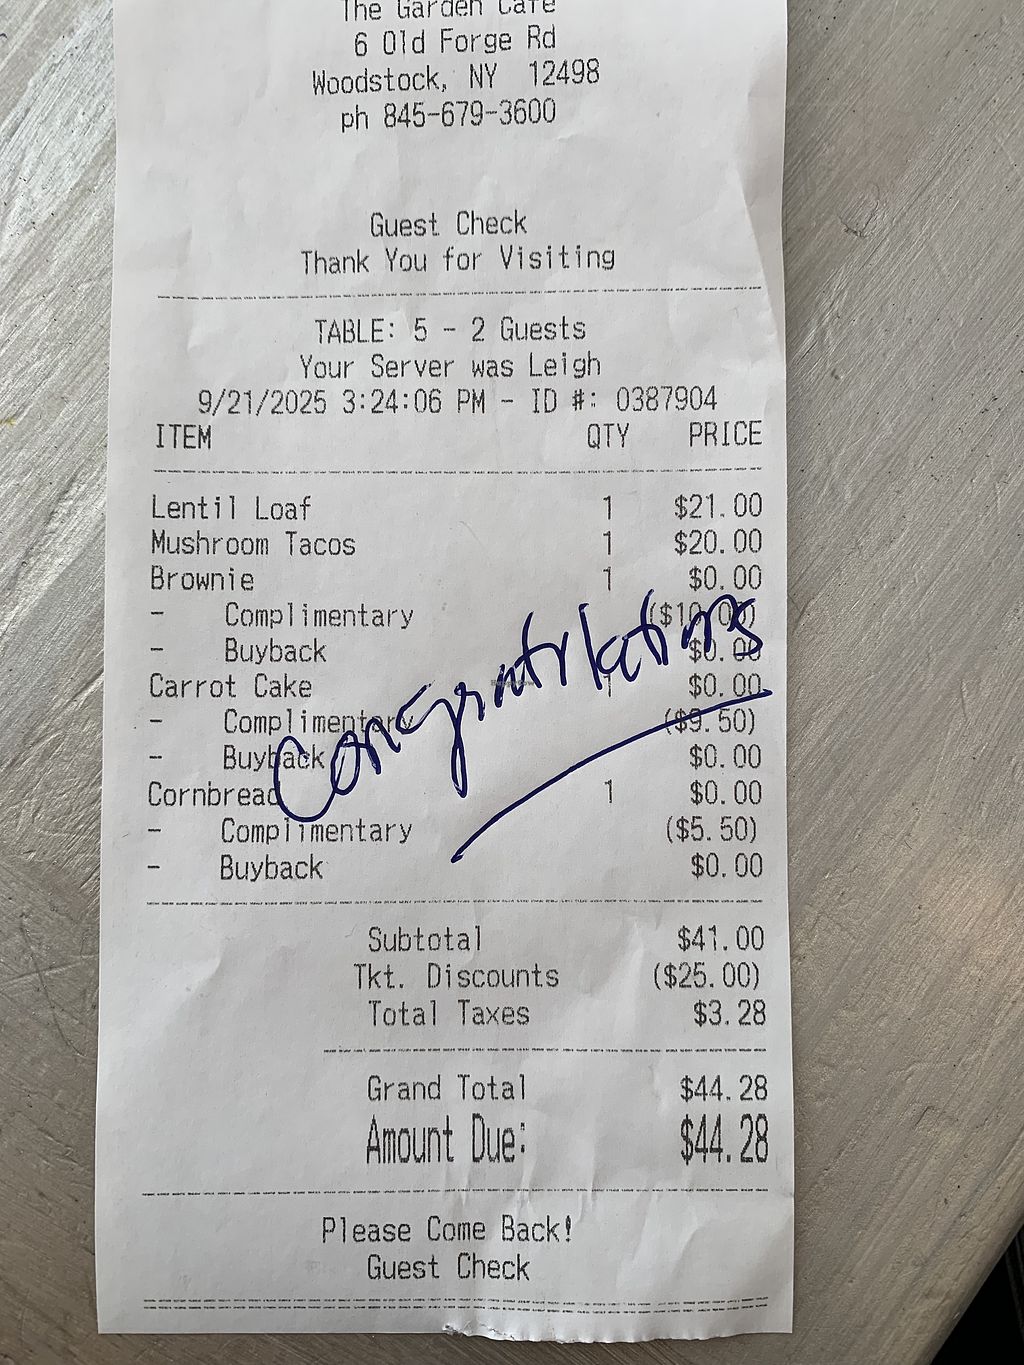 The Garden Cafe
6 Old Forge Rd
Woodstock, NY 12498
ph 845-679-3600
Guest Check
Thank You for Visiting
TABLE: 5 - 2 Guests
Your Server was Leigh
9/21/2025 3:24:06 PM - ID #: 0387904
ITEM QTY PRICE
Lentil Loaf 1 $21.00
Mushroom Tacos 1 $20.00
Brownie 1 $0.00
- Complimentary ($10.00)
- Buyback $0.00
Carrot Cake 1 $0.00
- Complimentary ($9.50)
- Buyback $0.00
Cornbread 1 $0.00
- Complimentary ($5.50)
- Buyback $0.00
Congratulations
Subtotal $41.00
Tkt. Discounts ($25.00)
Total Taxes $3.28
Grand Total $44.28
Amount Due: $44.28
Please Come Back!
Guest Check